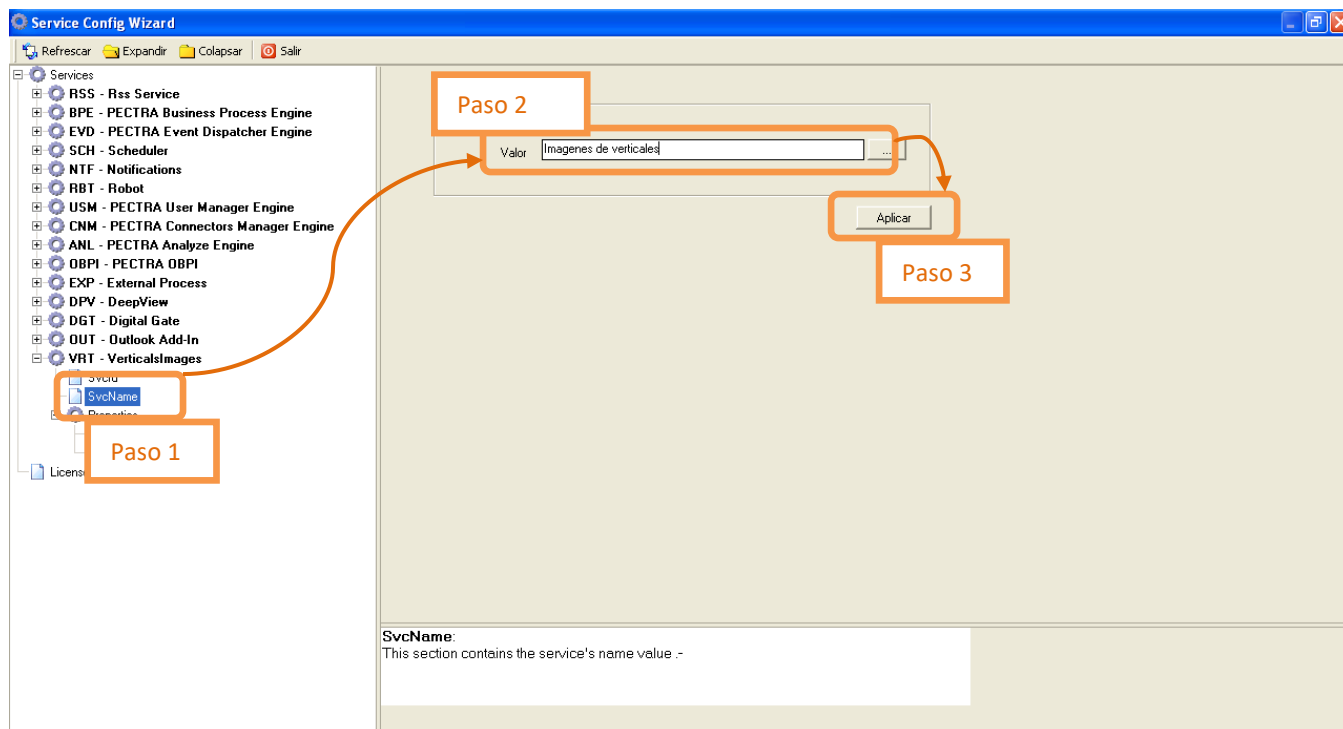 Service Config Wizard
Refrescar Expandir Colapsar Salir
Services
RSS - Rss Service
BPE - PECTRA Business Process Engine
EVD - PECTRA Event Dispatcher Engine
SCH - Scheduler
NTF - Notifications
RBT - Robot
USM - PECTRA User Manager Engine
CNM - PECTRA Connectors Manager Engine
ANL - PECTRA Analyze Engine
OBPI - PECTRA OBPI
EXP - External Process
DPV - DeepView
DGT - Digital Gate
OUT - Outlook Add-In
VRT - VerticalsImages
SvcId
SvcName
Properties
Paso 1
Paso 2
Valor Imagenes de verticales ...
Aplicar
Paso 3
SvcName:
This section contains the service's name value .-